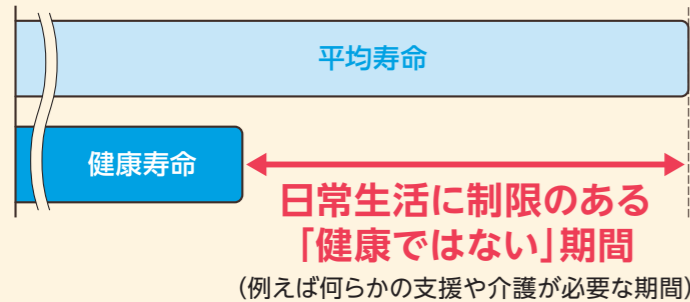 平均寿命
健康寿命
日常生活に制限のある
「健康ではない」期間
(例えば何らかの支援や介護が必要な期間)